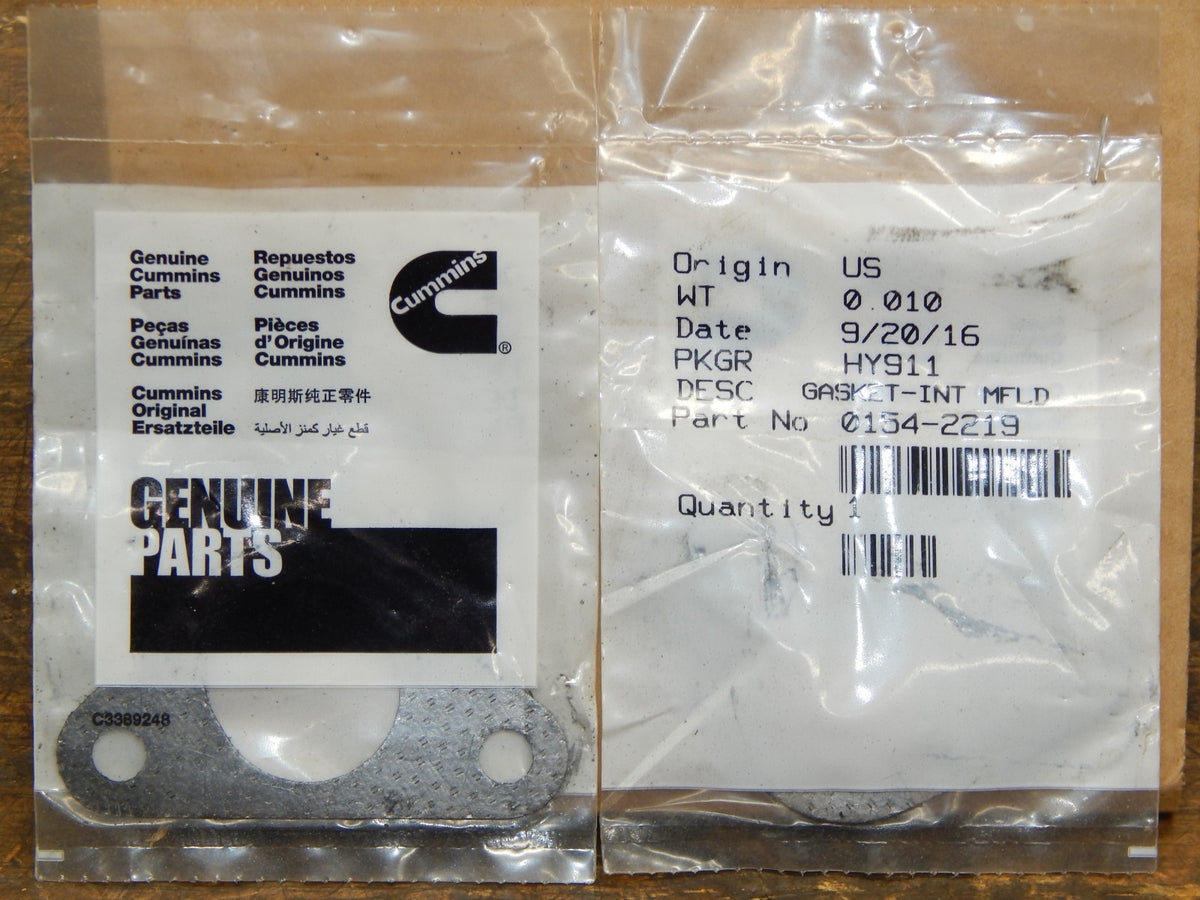 Genuine
Cummins
Parts
Repuestos
Genuinos
Cummins
Peças
Genuínas
Cummins
Pièces
d'Origine
Cummins
Cummins
Original
Ersatzteile
康明斯纯正零件
قطع غيار كمنز الأصلية
Cummins
®
GENUINE
PARTS
C3389248
Origin US
WT 0.010
Date 9/20/16
PKGR HY911
DESC GASKET-INT MFLD
Part No 0154-2219
Quantity 1